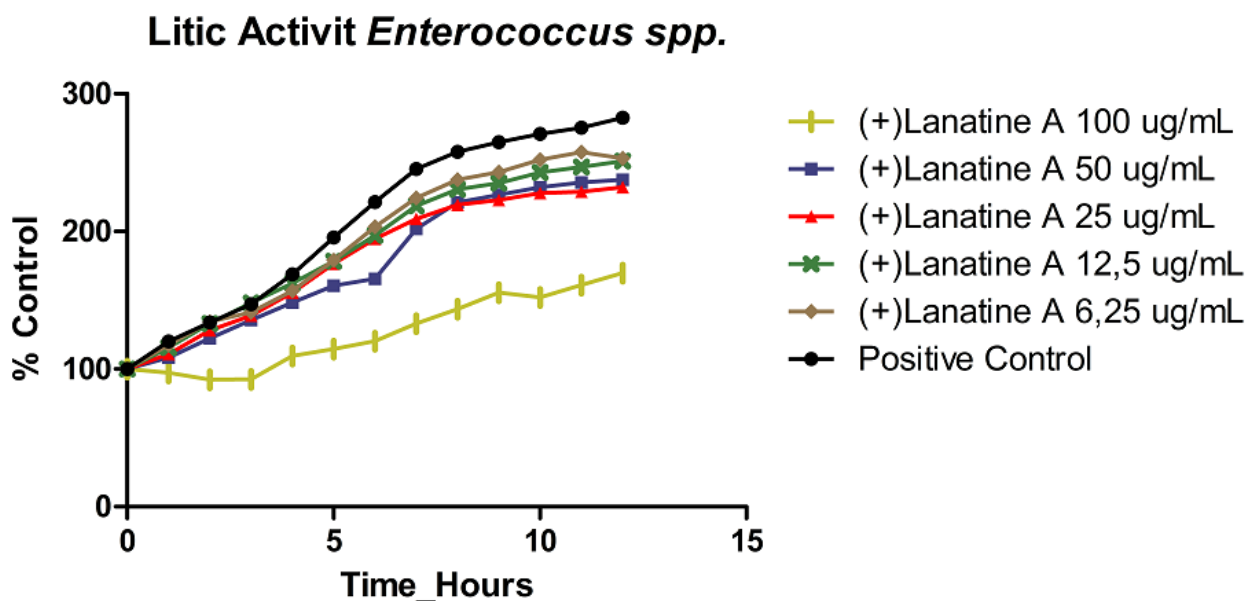 Litic Activit Enterococcus spp.
300
200
100
0
% Control
0
5
10
15
Time_Hours
(+)Lanatine A 100 ug/mL
(+)Lanatine A 50 ug/mL
(+)Lanatine A 25 ug/mL
(+)Lanatine A 12,5 ug/mL
(+)Lanatine A 6,25 ug/mL
Positive Control